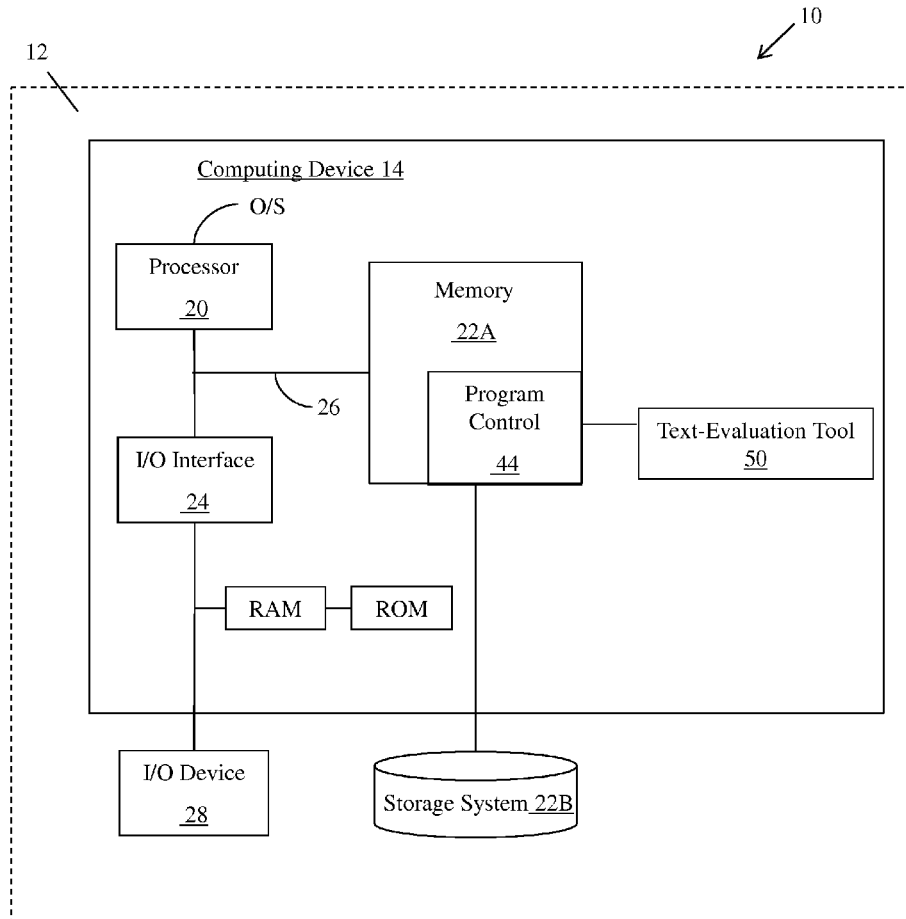 10
12
Computing Device 14
O/S
Processor
20
Memory
22A
26
Program
Control
44
Text-Evaluation Tool
50
I/O Interface
24
RAM
ROM
I/O Device
28
Storage System 22B